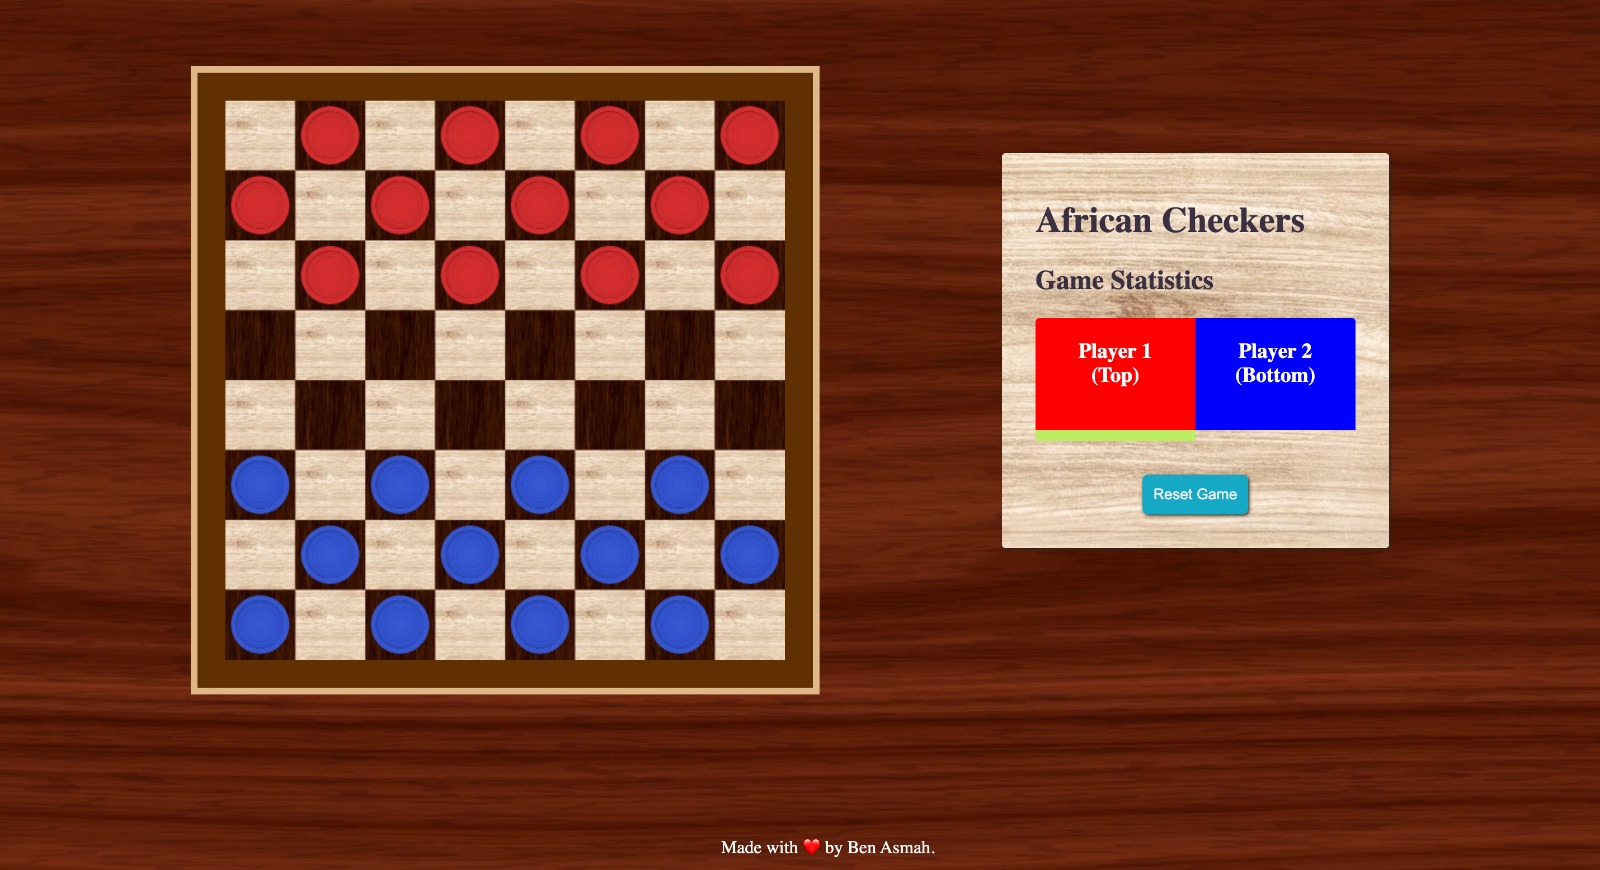 African Checkers
Game Statistics
Player 1
(Top)
Player 2
(Bottom)
Reset Game
Made with ❤️ by Ben Asmah.